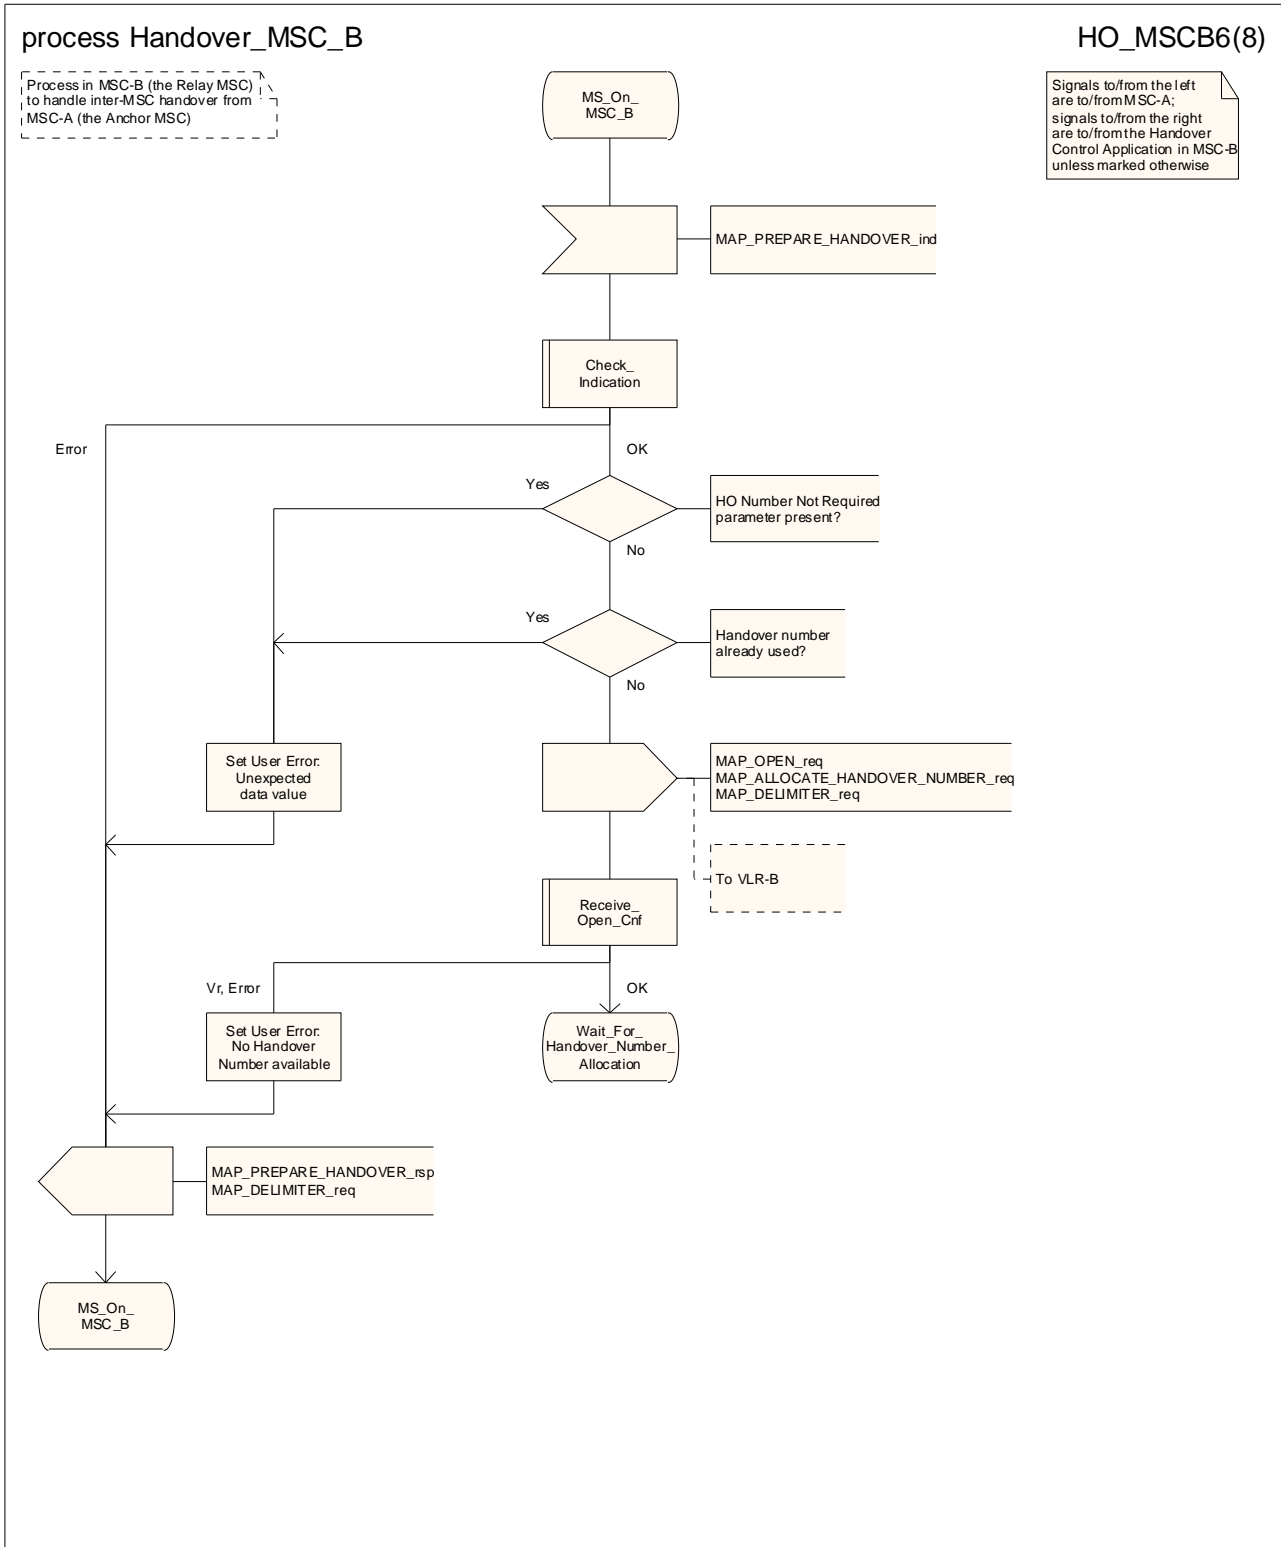 process Handover_MSC_B
HO_MSCB6(8)
Process in MSC-B (the Relay MSC)
to handle inter-MSC handover from
MSC-A (the Anchor MSC)
MS_On_
MSC_B
Signals to/from the left
are to/from MSC-A;
signals to/from the right
are to/from the Handover
Control Application in MSC-B
unless marked otherwise
MAP_PREPARE_HANDOVER_ind
Check_
Indication
Error
OK
Yes
HO Number Not Required
parameter present?
No
Yes
Handover number
already used?
No
Set User Error:
Unexpected
data value
MAP_OPEN_req
MAP_ALLOCATE_HANDOVER_NUMBER_req
MAP_DELIMITER_req
To VLR-B
Receive_
Open_Cnf
Vr, Error
OK
Set User Error:
No Handover
Number available
Wait_For_
Handover_Number_
Allocation
MAP_PREPARE_HANDOVER_rsp
MAP_DELIMITER_req
MS_On_
MSC_B